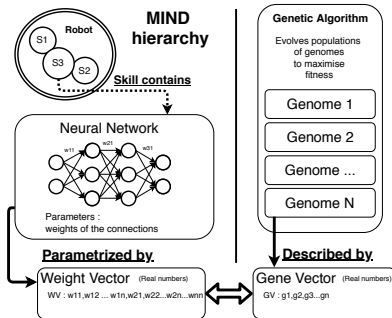 MIND
hierarchy
Robot
S1
S3
S2
Skill contains
Neural Network
w11
w21
w31
Parameters :
weights of the connections
Parametrized by
Weight Vector (Real numbers)
WV : w11,w12 ... w1n,w21,w22...w2n...wnn
Genetic Algorithm
Evolves populations
of genomes
to maximise
fitness
Genome 1
Genome 2
Genome ...
Genome N
Described by
Gene Vector (Real numbers)
GV : g1,g2,g3...gn